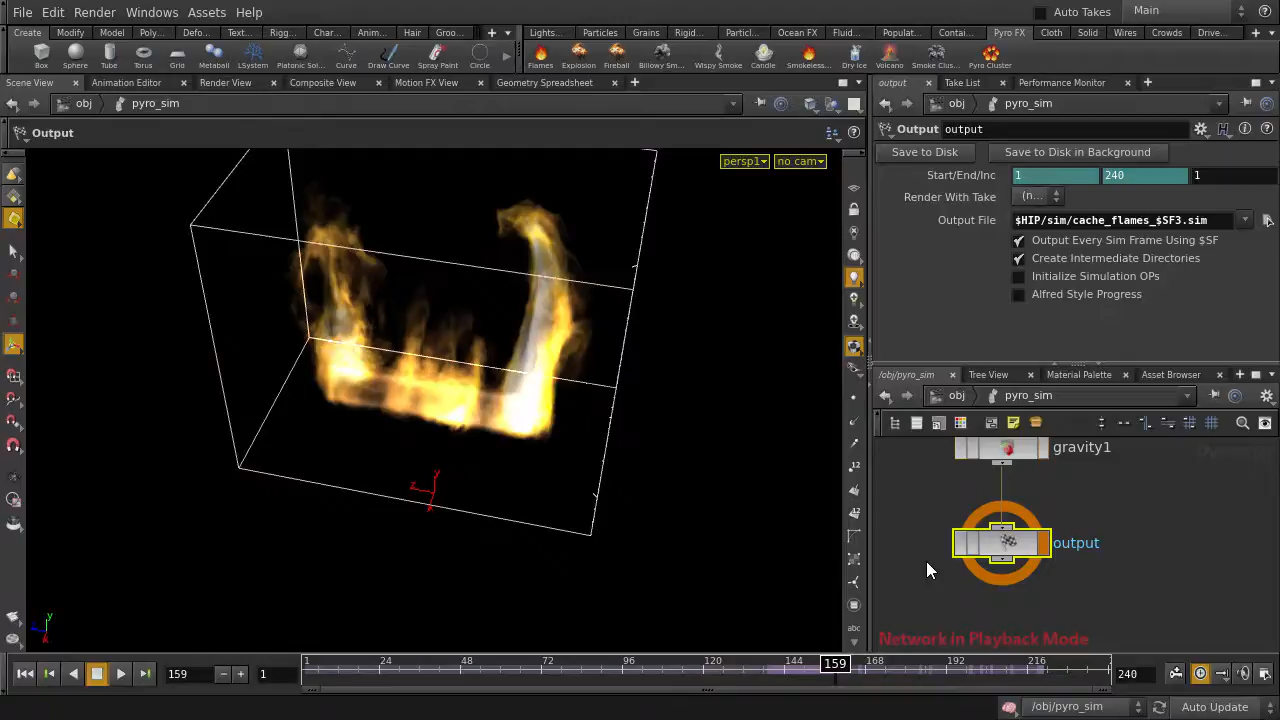 File Edit Render Windows Assets Help Auto Takes Main
Create Modify Model Poly... Defo... Text... Rigg... Char... Anim... Hair Groo... Lights... Particles Grains Rigid... Particl... Ocean FX Fluid... Populat... Contai... Pyro FX Cloth Solid Wires Crowds Drive...
Box Sphere Tube Torus Grid Metaball LSystem Platonic Sol... Curve Draw Curve Spray Paint Circle Flames Explosion Fireball Billowy Sm... Wispy Smoke Candle Smokeless... Dry Ice Volcano Smoke Clus... Pyro Cluster
Scene View Animation Editor Render View Composite View Motion FX View Geometry Spreadsheet output Take List Performance Monitor
obj pyro_sim obj pyro_sim
Output Output output
persp1 no cam
Save to Disk Save to Disk in Background
Start/End/Inc 1 240 1
Render With Take (n...
Output File $HIP/sim/cache_flames_$SF3.sim
Output Every Sim Frame Using $SF
Create Intermediate Directories
Initialize Simulation OPs
Alfred Style Progress
/obj/pyro_sim Tree View Material Palette Asset Browser
obj pyro_sim
gravity1
output
Network in Playback Mode
y
z
x
12
12
abc
y
159 1 1 24 48 72 96 120 144 159 168 192 216 240
/obj/pyro_sim Auto Update